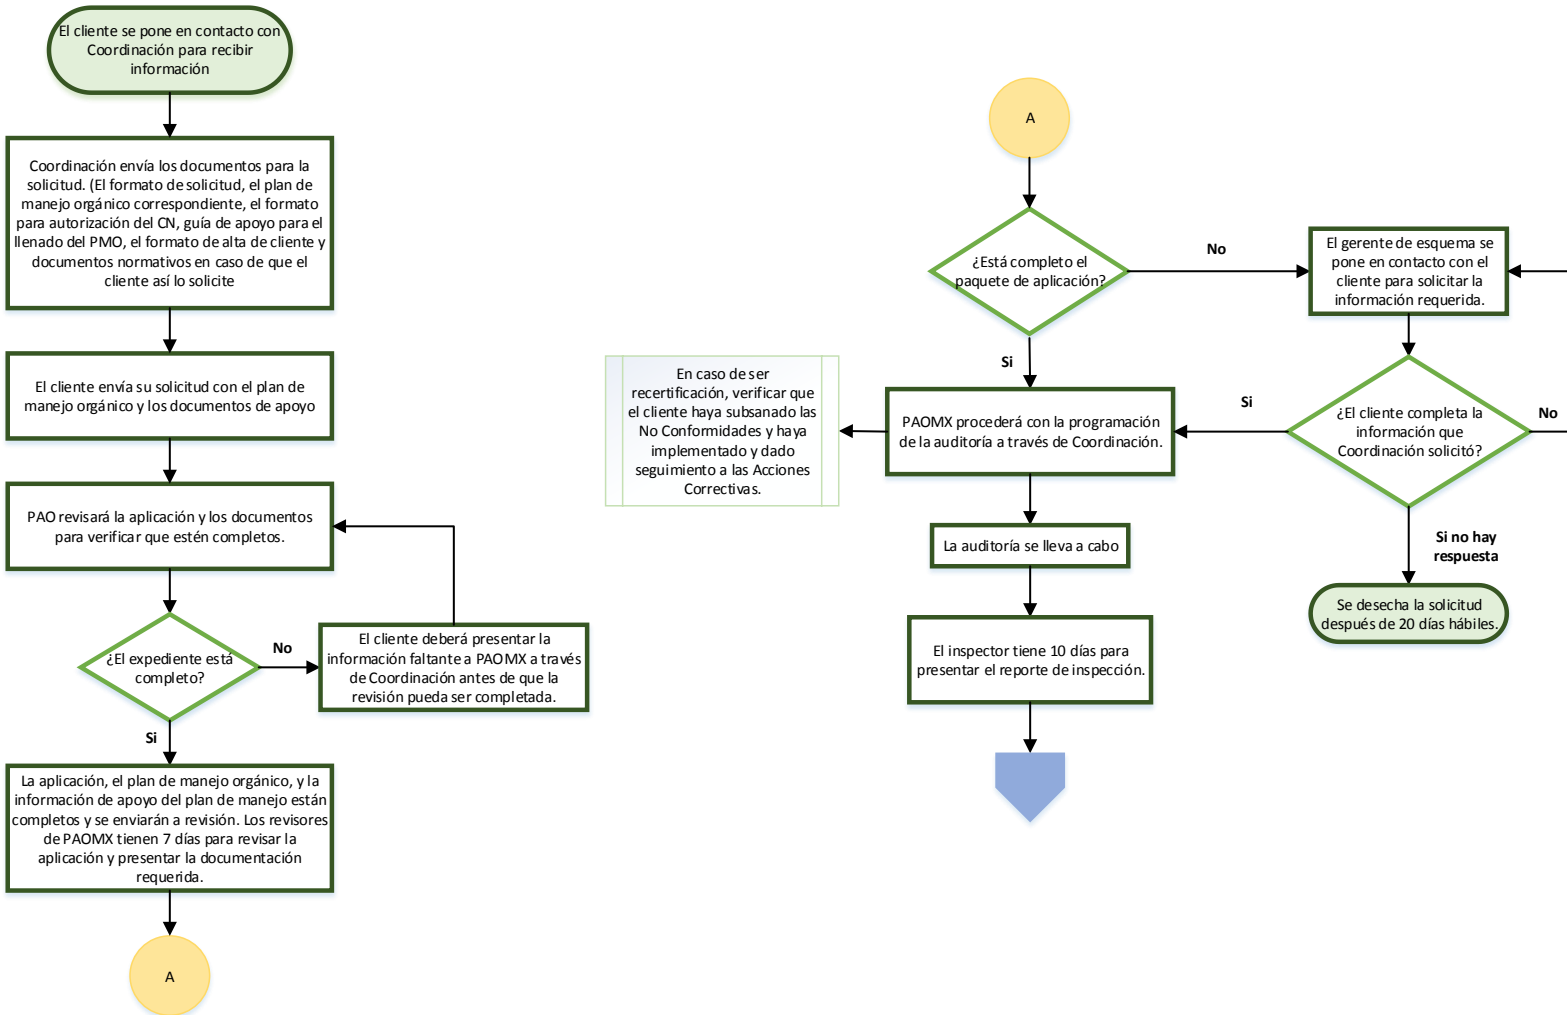 El cliente se pone en contacto con
Coordinación para recibir
información
Coordinación envía los documentos para la
solicitud. (El formato de solicitud, el plan de
manejo orgánico correspondiente, el formato
para autorización del CN, guía de apoyo para el
llenado del PMO, el formato de alta de cliente y
documentos normativos en caso de que el
cliente así lo solicite
El cliente envía su solicitud con el plan de
manejo orgánico y los documentos de apoyo
PAO revisará la aplicación y los documentos
para verificar que estén completos.
¿El expediente está
completo?
No
El cliente deberá presentar la
información faltante a PAOMX a través
de Coordinación antes de que la
revisión pueda ser completada.
Si
La aplicación, el plan de manejo orgánico, y la
información de apoyo del plan de manejo están
completos y se enviarán a revisión. Los revisores
de PAOMX tienen 7 días para revisar la
aplicación y presentar la documentación
requerida.
A
A
¿Está completo el
paquete de aplicación?
No
El gerente de esquema se
pone en contacto con el
cliente para solicitar la
información requerida.
Si
En caso de ser
recertificación, verificar que
el cliente haya subsanado las
No Conformidades y haya
implementado y dado
seguimiento a las Acciones
Correctivas.
PAOMX procederá con la programación
de la auditoría a través de Coordinación.
Si
¿El cliente completa la
información que
Coordinación solicitó?
No
Si no hay
respuesta
Se desecha la solicitud
después de 20 días hábiles.
La auditoría se lleva a cabo
El inspector tiene 10 días para
presentar el reporte de inspección.